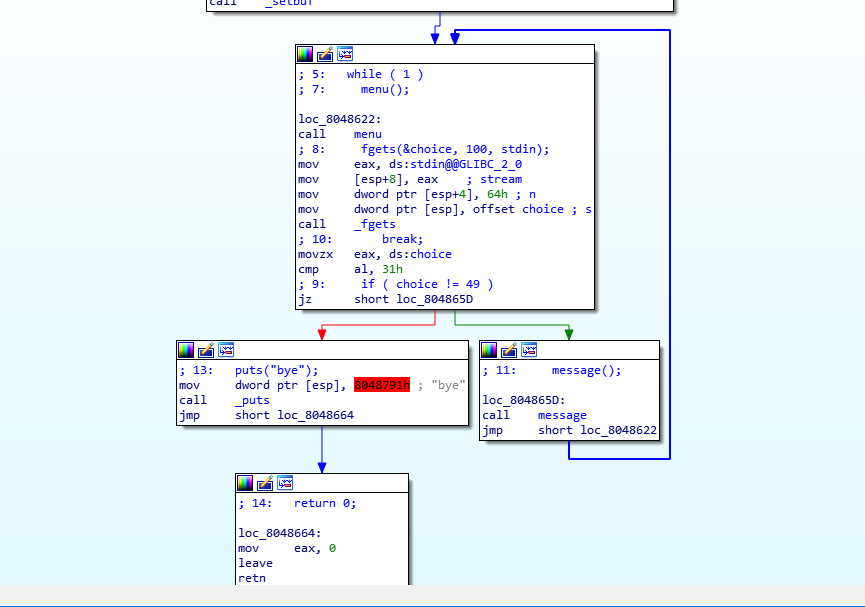 call    _setbuf
; 5:   while ( 1 )
; 7:     menu();
loc_8048622:
call    menu
; 8:     fgets(&choice, 100, stdin);
mov     eax, ds:stdin@@GLIBC_2_0
mov     [esp+8], eax    ; stream
mov     dword ptr [esp+4], 64h ; n
mov     dword ptr [esp], offset choice ; s
call    _fgets
; 10:       break;
movzx   eax, ds:choice
cmp     al, 31h
; 9:     if ( choice != 49 )
jz      short loc_804865D
; 13:   puts("bye");
mov     dword ptr [esp], 8048791h ; "bye"
call    _puts
jmp     short loc_8048664
; 11:     message();
loc_804865D:
call    message
jmp     short loc_8048622
; 14:   return 0;
loc_8048664:
mov     eax, 0
leave
retn